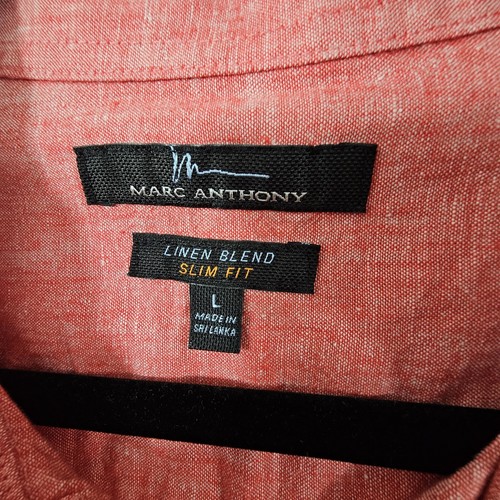 MARC ANTHONY
LINEN BLEND
SLIM FIT
L
MADE IN
SRI LANKA